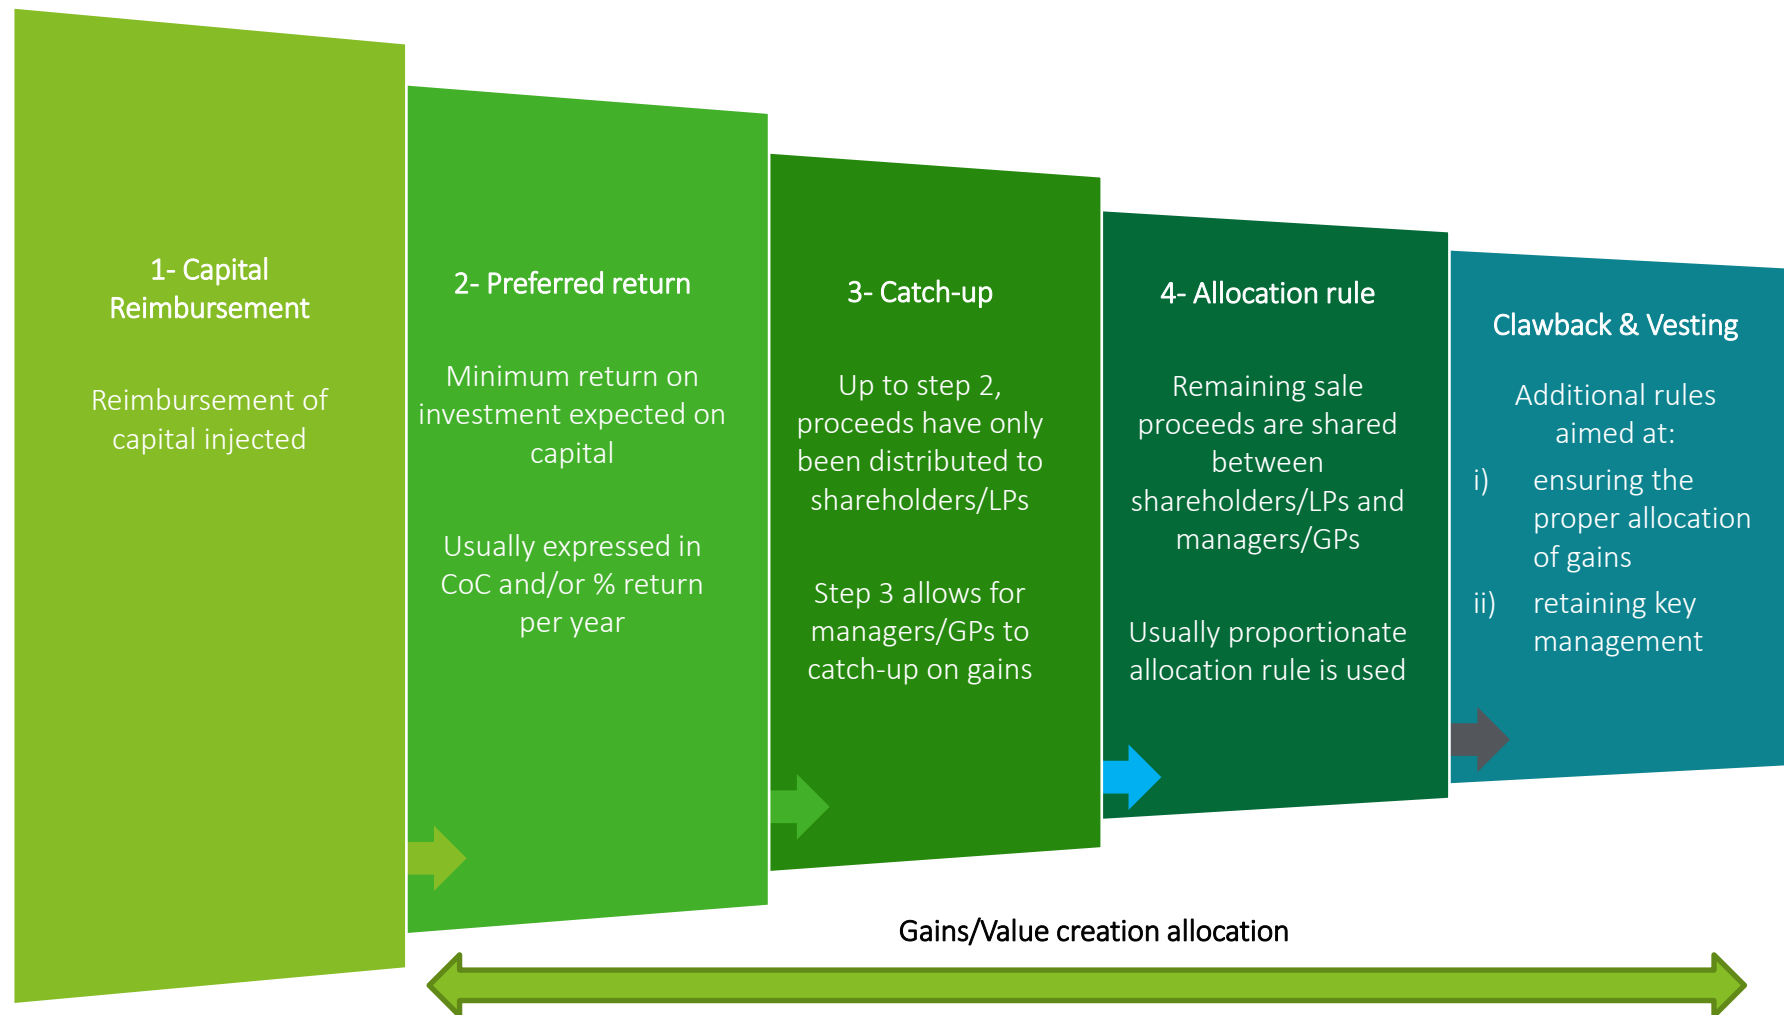 1- Capital
Reimbursement
Reimbursement of
capital injected
2- Preferred return
Minimum return on
investment expected on
capital
Usually expressed in
CoC and/or % return
per year
3- Catch-up
Up to step 2,
proceeds have only
been distributed to
shareholders/LPs
Step 3 allows for
managers/GPs to
catch-up on gains
4- Allocation rule
Remaining sale
proceeds are shared
between
shareholders/LPs and
managers/GPs
Usually proportionate
allocation rule is used
Clawback & Vesting
Additional rules
aimed at:
i) ensuring the
proper allocation
of gains
ii) retaining key
management
Gains/Value creation allocation